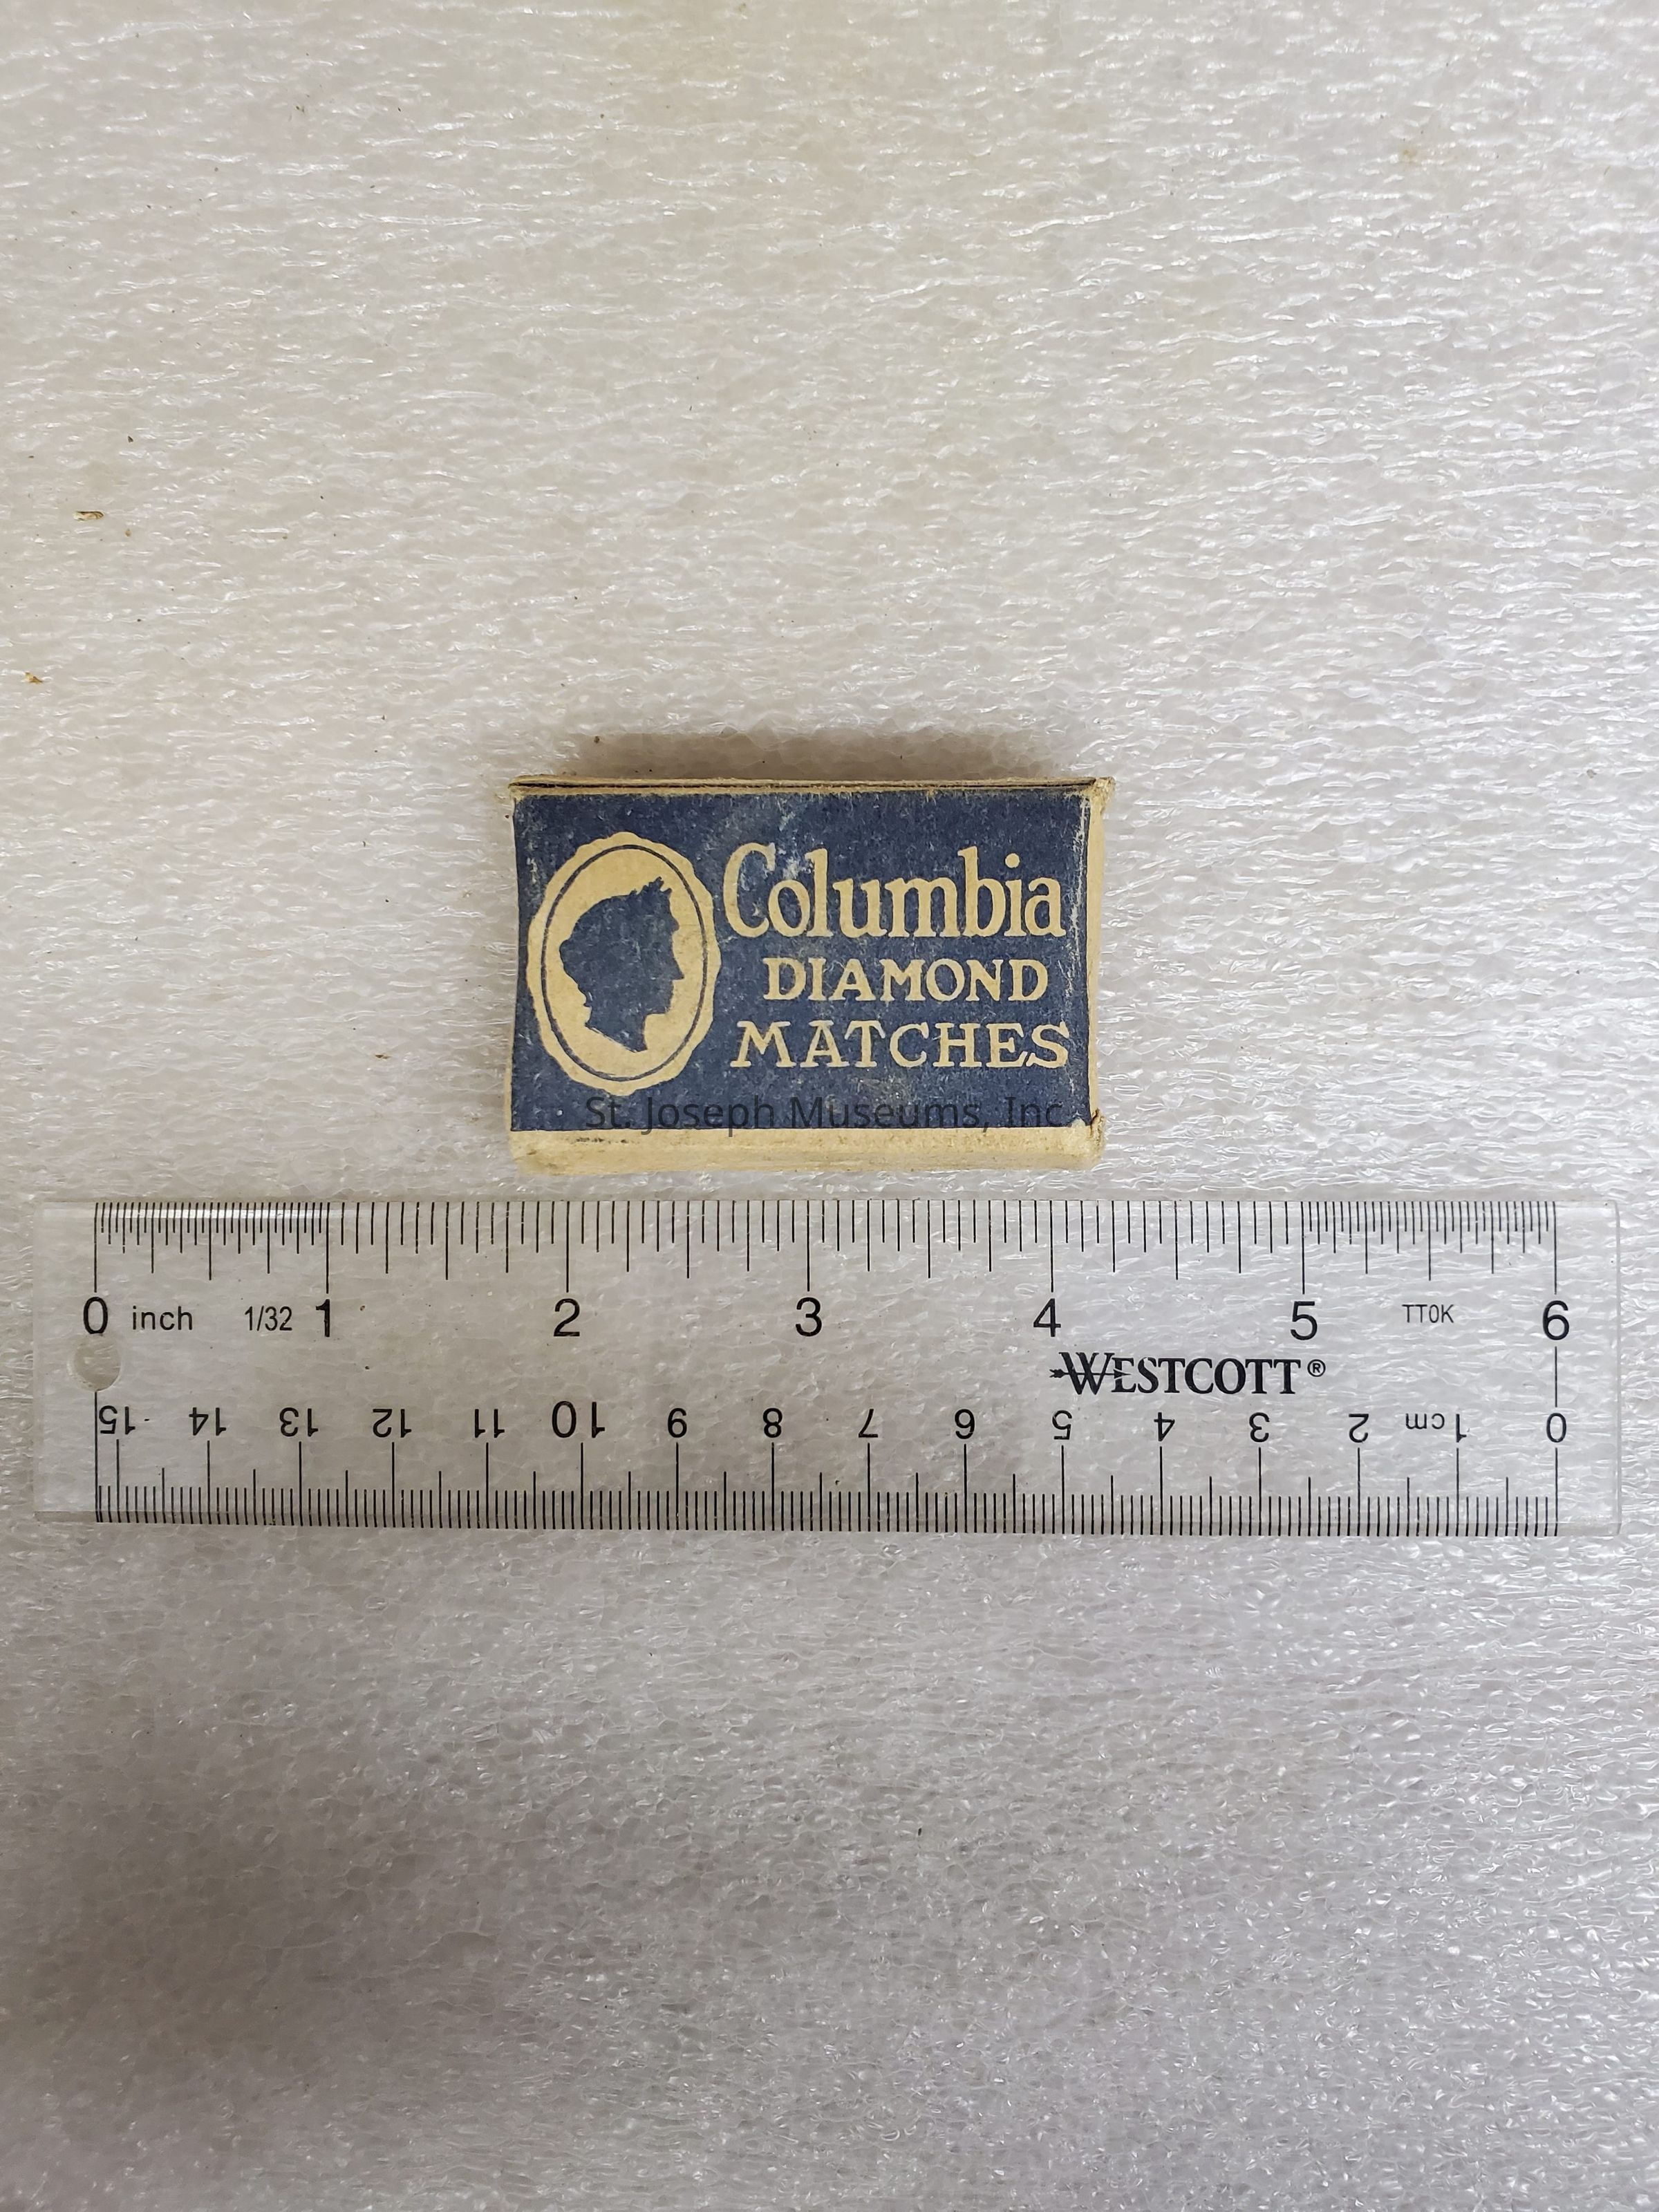 Columbia
DIAMOND
MATCHES
St. Joseph Museums, Inc
0 inch 1/32 1 2 3 4 5 TTOK 6
WESTCOTT®
15 14 13 12 11 10 9 8 7 6 5 4 3 2 1cm 0